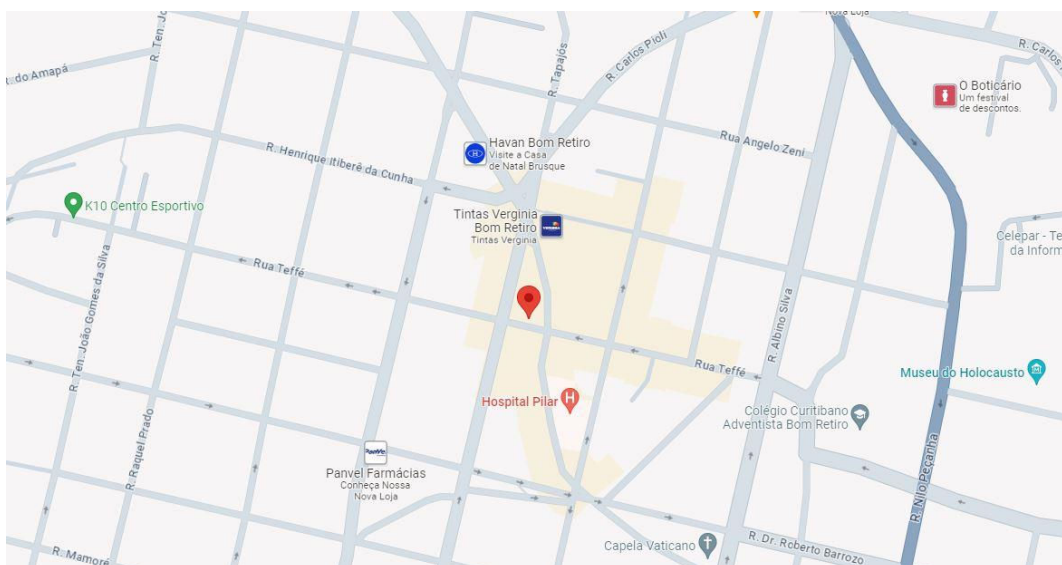 Nova Loja
R. Ten. Jo
R. Tapajós
R. Carlos Pioli
R. Carlos
do Amapá
O Boticário
Um festival
de descontos.
Havan Bom Retiro
Visite a Casa
de Natal Brusque
Rua Angelo Zeni
R. Henrique Itiberê da Cunha
K10 Centro Esportivo
Tintas Verginia
Bom Retiro
Tintas Verginia
Celepar - Te
da Inform
Rua Teffé
R. Ten. João Gomes da Silva
R. Albino Silva
Rua Teffé
Museu do Holocausto
Hospital Pilar
Colégio Curitibano
Adventista Bom Retiro
R. Raquel Prado
Panvel Farmácias
Conheça Nossa
Nova Loja
R. Nilo Peçanha
R. Mamoré
Capela Vaticano
R. Dr. Roberto Barrozo